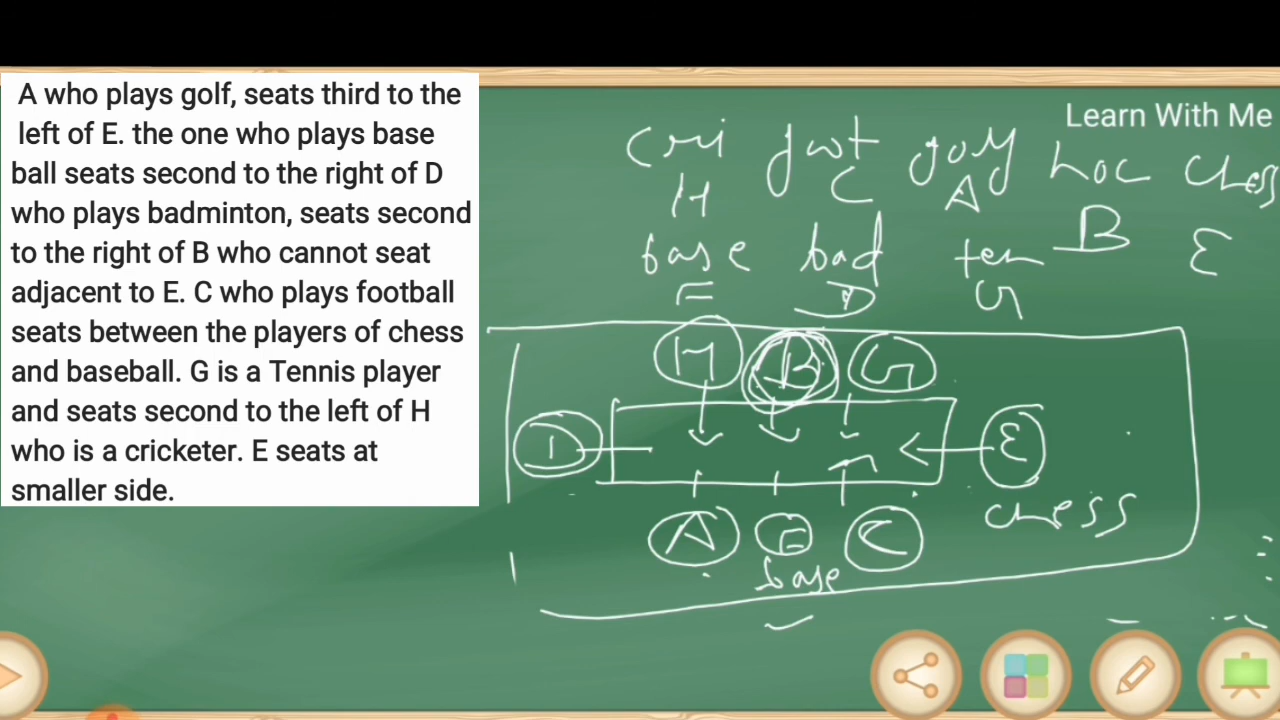 A who plays golf, seats third to the
left of E. the one who plays base
ball seats second to the right of D
who plays badminton, seats second
to the right of B who cannot seat
adjacent to E. C who plays football
seats between the players of chess
and baseball. G is a Tennis player
and seats second to the left of H
who is a cricketer. E seats at
smaller side.
Learn With Me
cri foot golf hoc chess
H C A B E
base bad ten
F D G
H B G
D E
chess
A F C
base